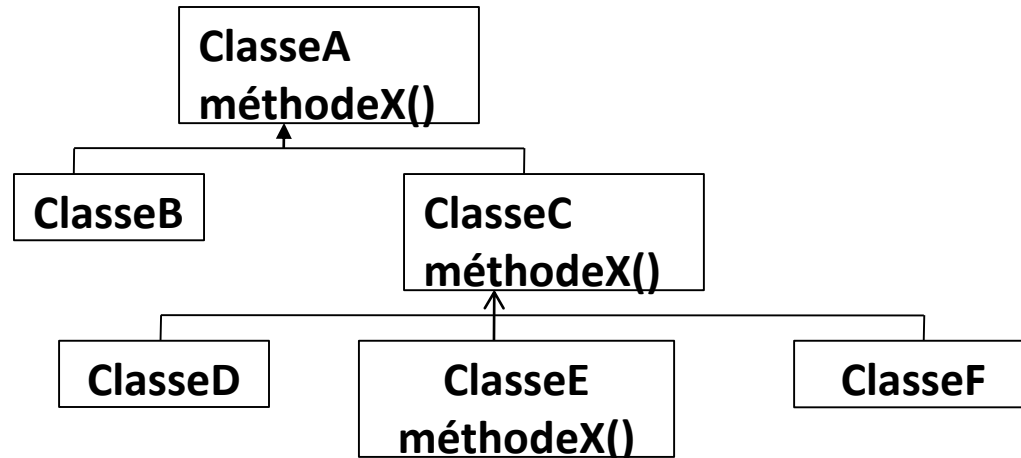 ClasseA
méthodeX()
ClasseB
ClasseC
méthodeX()
ClasseD
ClasseE
méthodeX()
ClasseF